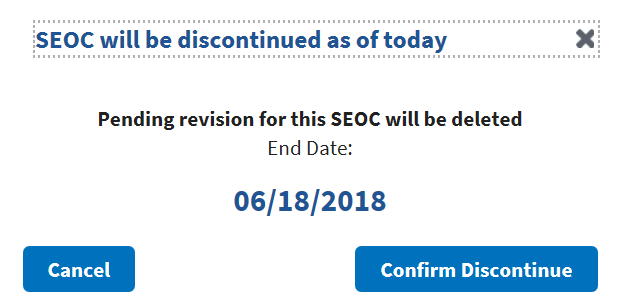 SEOC will be discontinued as of today
Pending revision for this SEOC will be deleted
End Date:
06/18/2018
Cancel Confirm Discontinue